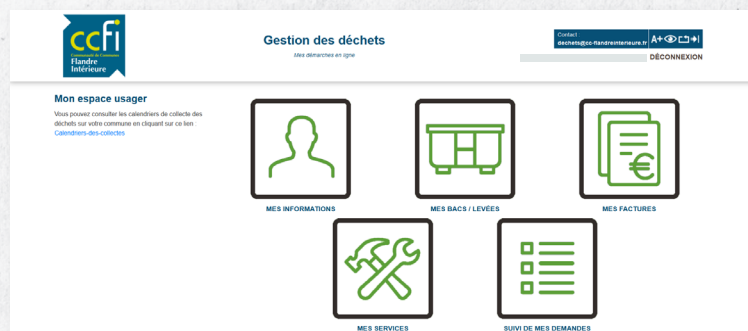 ccfi
Communauté de Communes
Flandre
Intérieure
Gestion des déchets
Mes démarches en ligne
Contact :
dechets@cc-flandreinterieure.fr
A+
DÉCONNEXION
Mon espace usager
Vous pouvez consulter les calendriers de collecte des
déchets sur votre commune en cliquant sur ce lien :
Calendriers-des-collectes
MES INFORMATIONS
MES BACS / LEVÉES
MES FACTURES
MES SERVICES
SUIVI DE MES DEMANDES